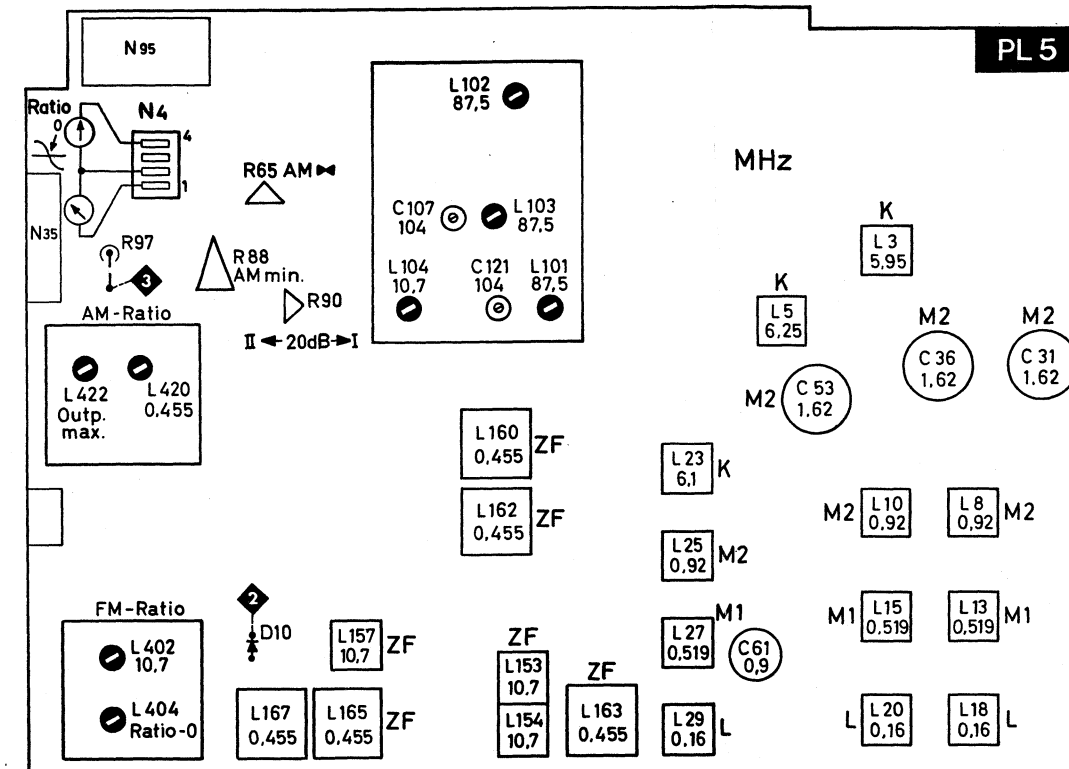 N95
PL 5
Ratio
0
N4
4
1
N35
R97
3
R65 AM
R88
AM min.
R90
II ← 20dB → I
L102
87,5
C107
104
L103
87,5
L104
10,7
C121
104
L101
87,5
MHz
K
L3
5,95
K
L5
6,25
M2
C36
1,62
M2
C31
1,62
M2
C53
1,62
AM-Ratio
L422
Outp.
max.
L420
0,455
L160
0,455
ZF
L162
0,455
ZF
L23
6,1
K
L25
0,92
M2
M2
L10
0,92
L8
0,92
M2
M1
L27
0,519
C61
0,9
M1
L15
0,519
L13
0,519
M1
L29
0,16
L
L
L20
0,16
L18
0,16
L
FM-Ratio
L402
10,7
L404
Ratio-0
2
D10
L157
10,7
ZF
L167
0,455
L165
0,455
ZF
ZF
L153
10,7
L154
10,7
ZF
L163
0,455